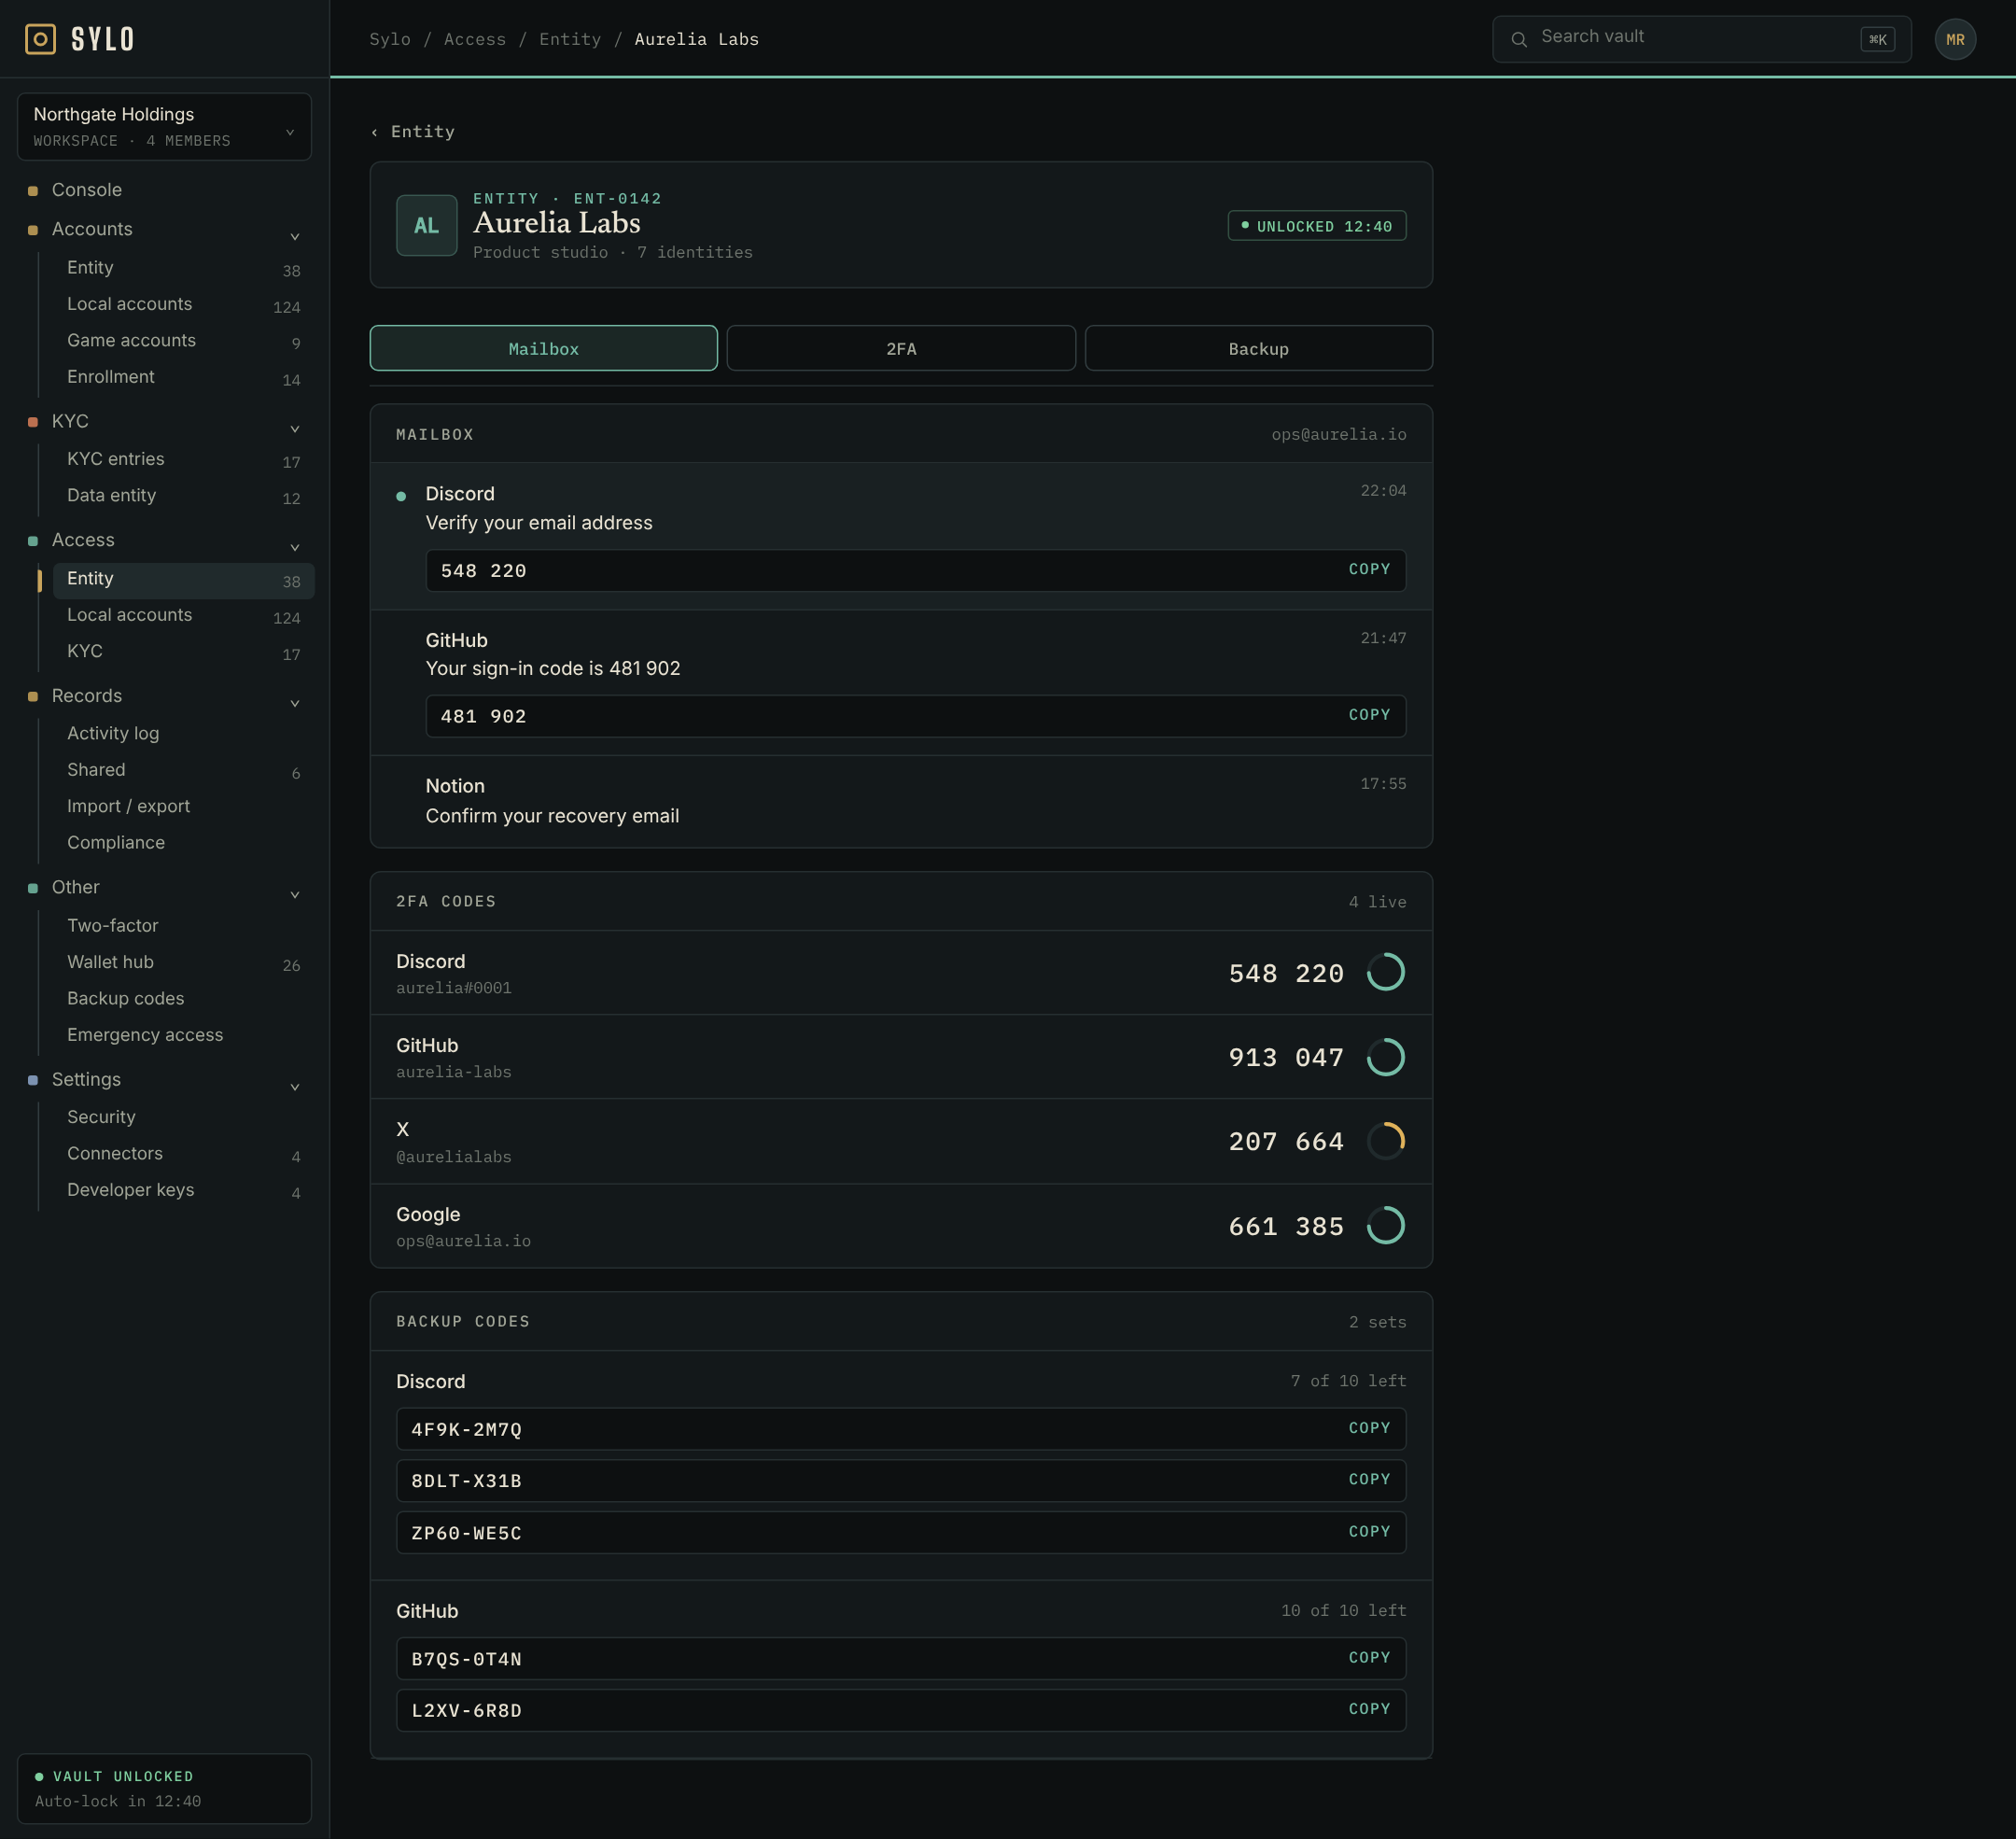 SYLO
Northgate Holdings
WORKSPACE · 4 MEMBERS
Console
Accounts
Entity 38
Local accounts 124
Game accounts 9
Enrollment 14
KYC
KYC entries 17
Data entity 12
Access
Entity 38
Local accounts 124
KYC 17
Records
Activity log
Shared 6
Import / export
Compliance
Other
Two-factor
Wallet hub 26
Backup codes
Emergency access
Settings
Security
Connectors 4
Developer keys 4
VAULT UNLOCKED
Auto-lock in 12:40
Sylo / Access / Entity / Aurelia Labs
Search vault ⌘K
MR
‹ Entity
AL
ENTITY · ENT-0142
Aurelia Labs
Product studio · 7 identities
UNLOCKED 12:40
Mailbox 2FA Backup
MAILBOX ops@aurelia.io
Discord 22:04
Verify your email address
548 220 COPY
GitHub 21:47
Your sign-in code is 481 902
481 902 COPY
Notion 17:55
Confirm your recovery email
2FA CODES 4 live
Discord
aurelia#0001
548 220
GitHub
aurelia-labs
913 047
X
@aurelialabs
207 664
Google
ops@aurelia.io
661 385
BACKUP CODES 2 sets
Discord 7 of 10 left
4F9K-2M7Q COPY
8DLT-X31B COPY
ZP60-WE5C COPY
GitHub 10 of 10 left
B7QS-0T4N COPY
L2XV-6R8D COPY